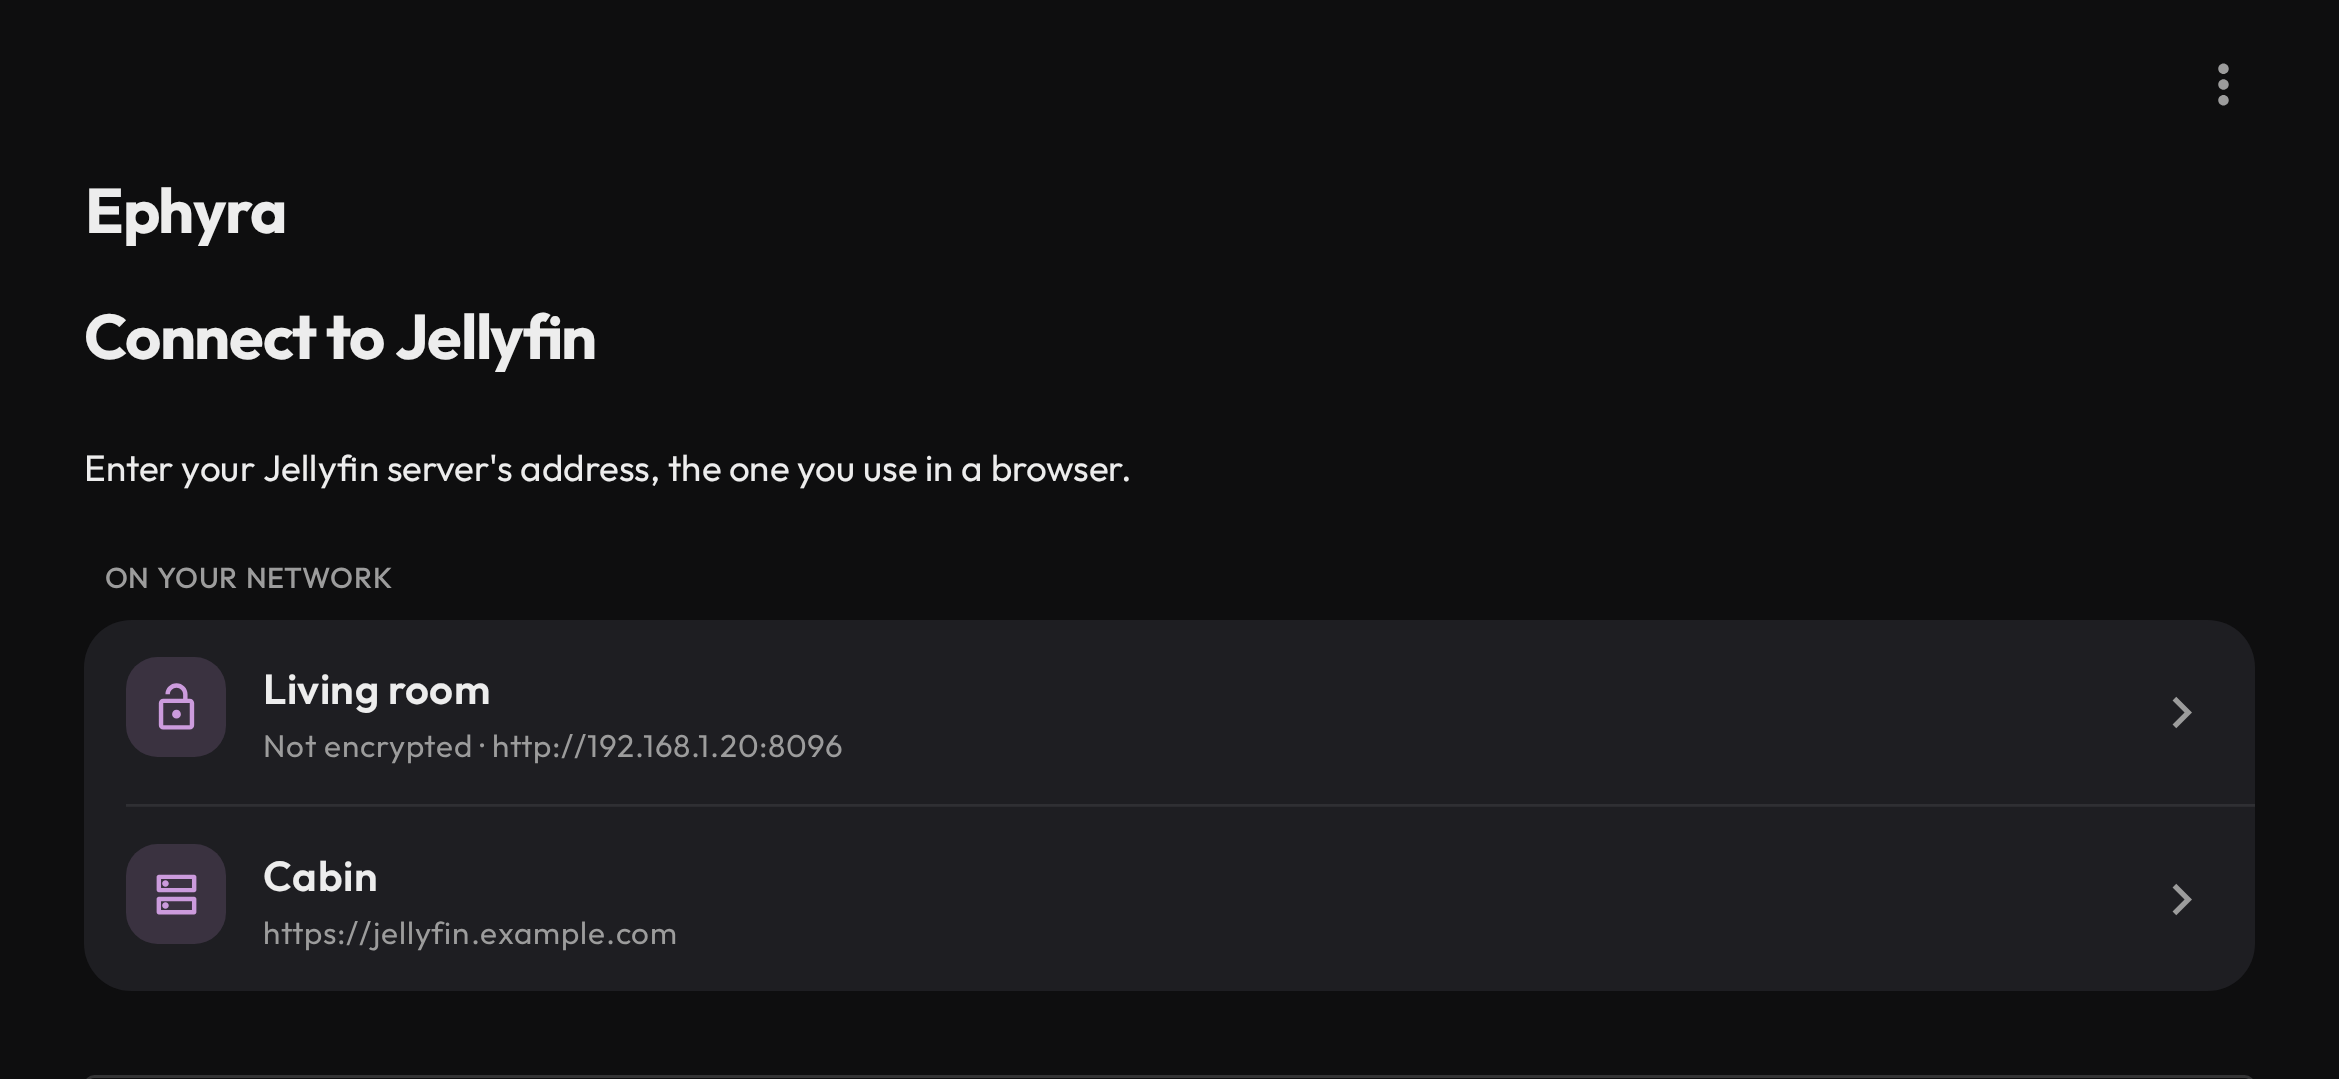 Ephyra
Connect to Jellyfin
Enter your Jellyfin server's address, the one you use in a browser.
ON YOUR NETWORK
Living room
Not encrypted · http://192.168.1.20:8096
Cabin
https://jellyfin.example.com